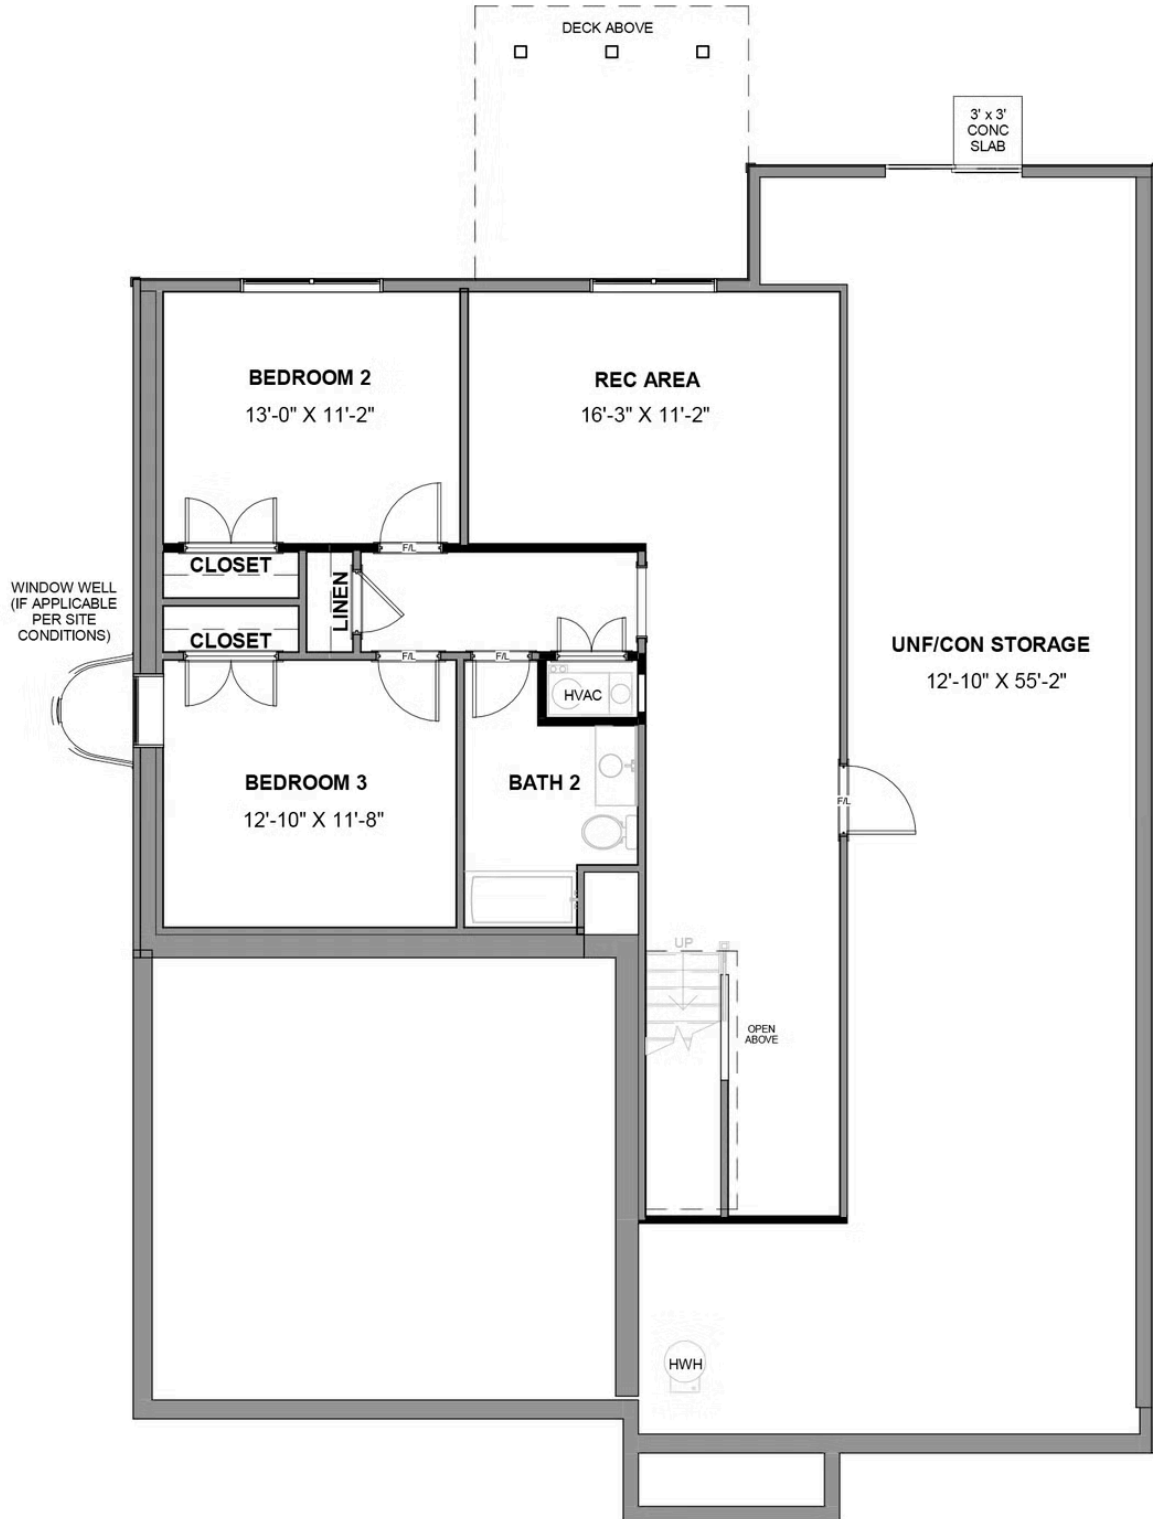 DECK ABOVE
3' x 3'
CONC
SLAB
BEDROOM 2
13'-0" X 11'-2"
REC AREA
16'-3" X 11'-2"
F/L
CLOSET
LINEN
WINDOW WELL
(IF APPLICABLE
PER SITE
CONDITIONS)
CLOSET
F/L
F/L
UNF/CON STORAGE
12'-10" X 55'-2"
HVAC
BEDROOM 3
12'-10" X 11'-8"
BATH 2
F/L
UP
OPEN
ABOVE
HWH